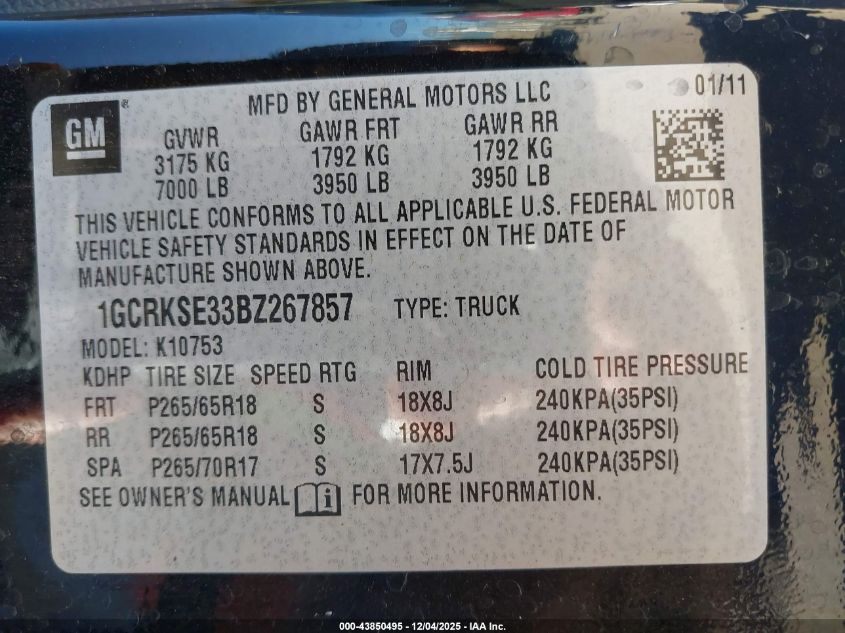 MFD BY GENERAL MOTORS LLC 01/11
GM ®
GVWR GAWR FRT GAWR RR
3175 KG 1792 KG 1792 KG
7000 LB 3950 LB 3950 LB
THIS VEHICLE CONFORMS TO ALL APPLICABLE U.S. FEDERAL MOTOR
VEHICLE SAFETY STANDARDS IN EFFECT ON THE DATE OF
MANUFACTURE SHOWN ABOVE.
1GCRKSE33BZ267857 TYPE: TRUCK
MODEL: K10753
KDHP TIRE SIZE SPEED RTG RIM COLD TIRE PRESSURE
FRT P265/65R18 S 18X8J 240KPA(35PSI)
RR P265/65R18 S 18X8J 240KPA(35PSI)
SPA P265/70R17 S 17X7.5J 240KPA(35PSI)
SEE OWNER'S MANUAL i FOR MORE INFORMATION.
000-43850495 - 12/04/2025 - IAA Inc.